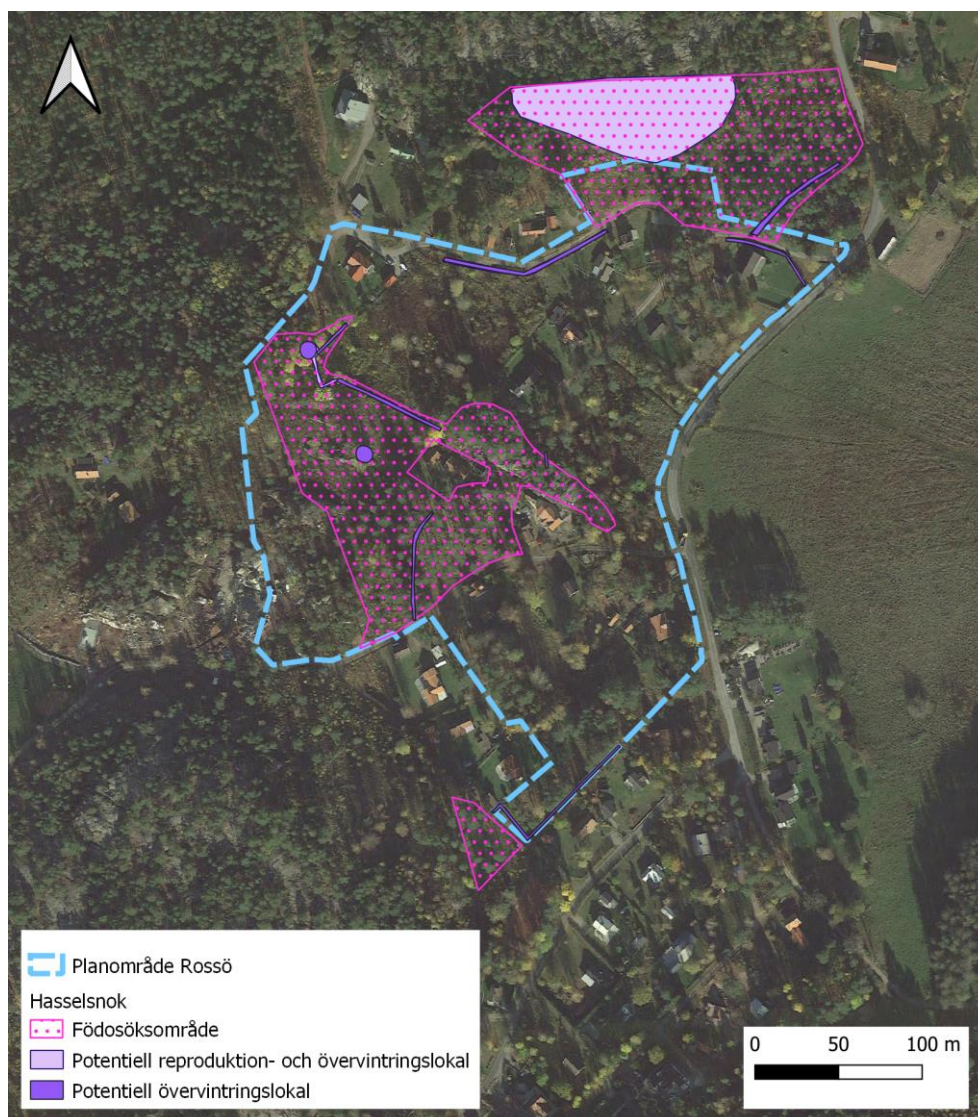 Planområde Rossö
Hasselsnok
Födosöksområde
Potentiell reproduktion- och övervintringslokal
Potentiell övervintringslokal
0 50 100 m